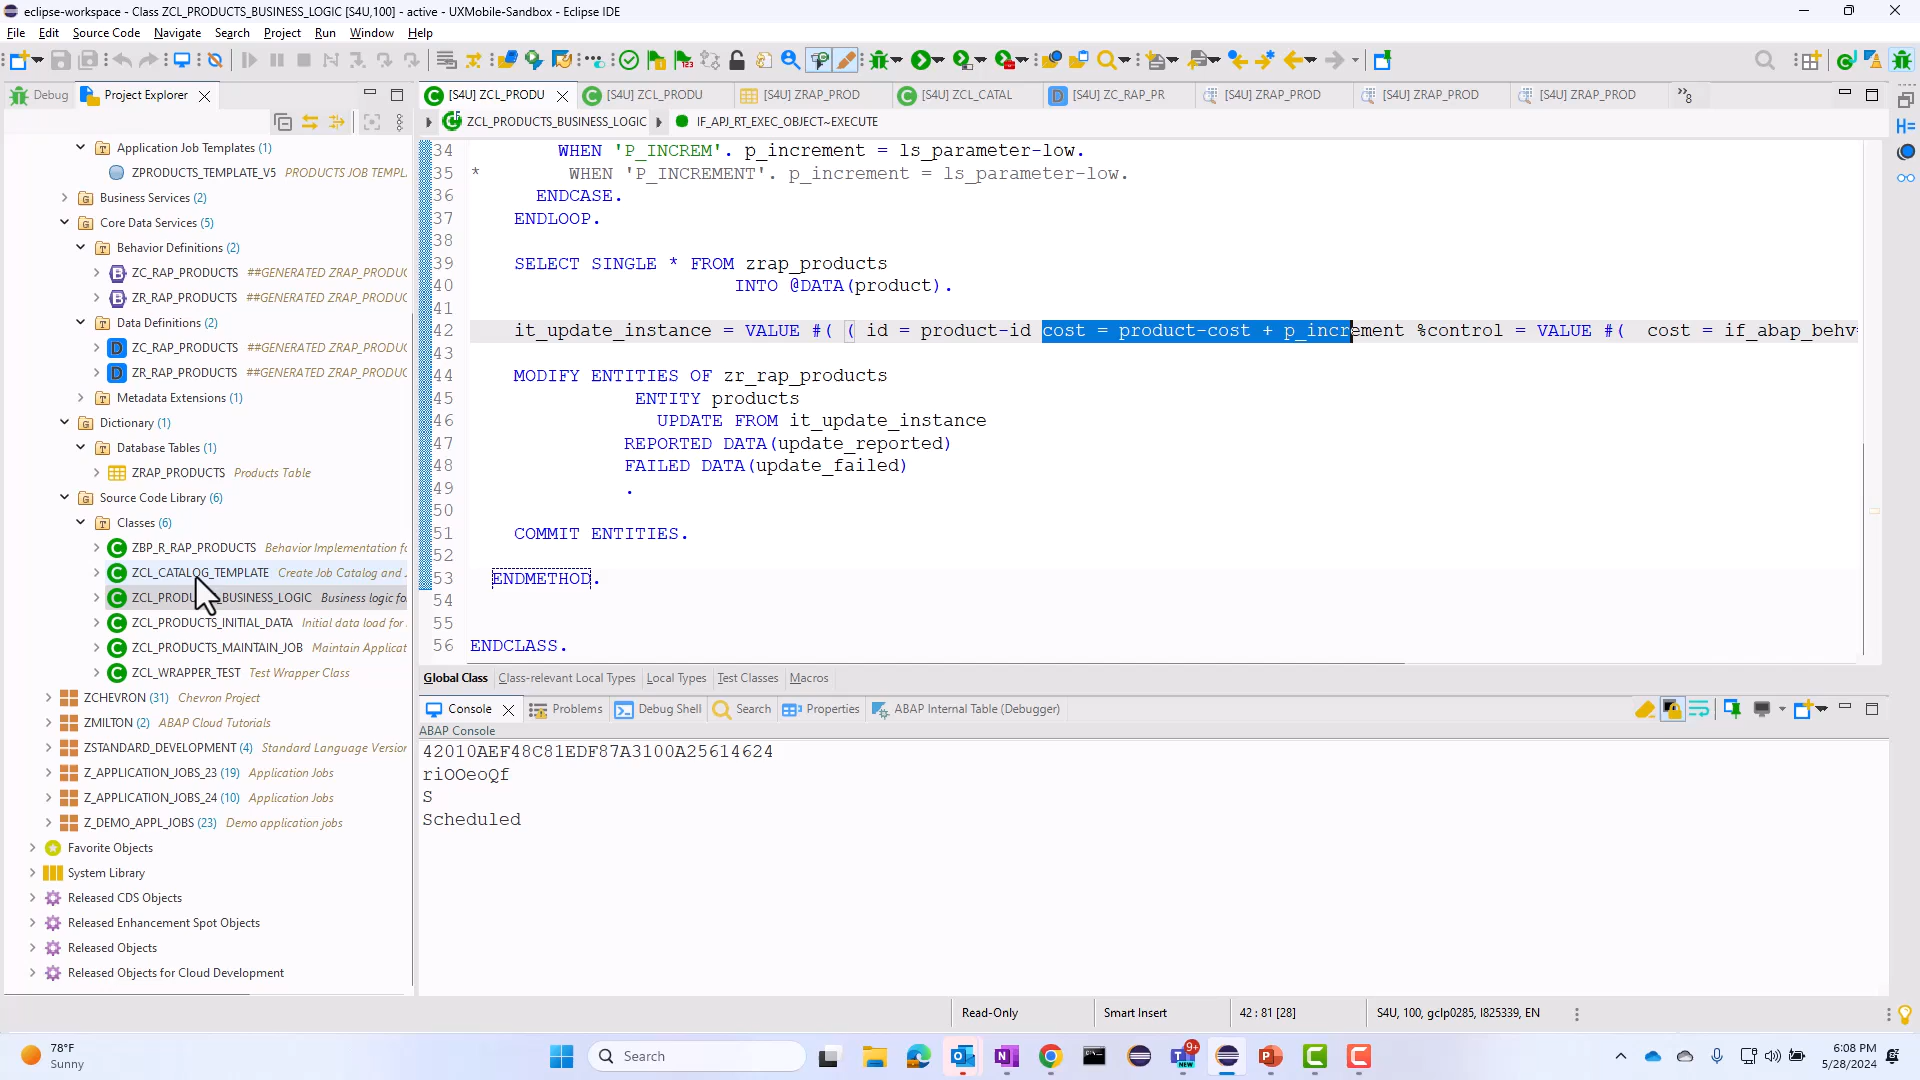 eclipse-workspace - Class ZCL_PRODUCTS_BUSINESS_LOGIC [S4U,100] - active - UXMobile-Sandbox - Eclipse IDE
File Edit Source Code Navigate Search Project Run Window Help
Debug Project Explorer
[S4U] ZCL_PRODU [S4U] ZCL_PRODU [S4U] ZRAP_PROD [S4U] ZCL_CATAL [S4U] ZC_RAP_PR [S4U] ZRAP_PROD [S4U] ZRAP_PROD [S4U] ZRAP_PROD 8
ZCL_PRODUCTS_BUSINESS_LOGIC IF_APJ_RT_EXEC_OBJECT~EXECUTE
Application Job Templates (1)
ZPRODUCTS_TEMPLATE_V5 PRODUCTS JOB TEMPL
Business Services (2)
Core Data Services (5)
Behavior Definitions (2)
ZC_RAP_PRODUCTS ##GENERATED ZRAP_PRODUC
ZR_RAP_PRODUCTS ##GENERATED ZRAP_PRODUC
Data Definitions (2)
ZC_RAP_PRODUCTS ##GENERATED ZRAP_PRODUC
ZR_RAP_PRODUCTS ##GENERATED ZRAP_PRODUC
Metadata Extensions (1)
Dictionary (1)
Database Tables (1)
ZRAP_PRODUCTS Products Table
Source Code Library (6)
Classes (6)
ZBP_R_RAP_PRODUCTS Behavior Implementation fo
ZCL_CATALOG_TEMPLATE Create Job Catalog and
BUSINESS_LOGIC Business logic fo
ZCL_PRODUCTS_INITIAL_DATA Initial data load for
ZCL_PRODUCTS_MAINTAIN_JOB Maintain Applicat
ZCL_WRAPPER_TEST Test Wrapper Class
ZCHEVRON (31) Chevron Project
ZMILTON (2) ABAP Cloud Tutorials
ZSTANDARD_DEVELOPMENT (4) Standard Language Version
Z_APPLICATION_JOBS_23 (19) Application Jobs
Z_APPLICATION_JOBS_24 (10) Application Jobs
Z_DEMO_APPL_JOBS (23) Demo application jobs
Favorite Objects
System Library
Released CDS Objects
Released Enhancement Spot Objects
Released Objects
Released Objects for Cloud Development
34 WHEN 'P_INCREM'. p_increment = ls_parameter-low.
35 * WHEN 'P_INCREMENT'. p_increment = ls_parameter-low.
36 ENDCASE.
37 ENDLOOP.
38
39 SELECT SINGLE * FROM zrap_products
40 INTO @DATA(product).
41
42 it_update_instance = VALUE #( ( id = product-id cost = product-cost + p_increment %control = VALUE #( cost = if_abap_behv
43
44 MODIFY ENTITIES OF zr_rap_products
45 ENTITY products
46 UPDATE FROM it_update_instance
47 REPORTED DATA(update_reported)
48 FAILED DATA(update_failed)
49 .
50
51 COMMIT ENTITIES.
52
53 ENDMETHOD.
54
55
56 ENDCLASS.
Global Class Class-relevant Local Types Local Types Test Classes Macros
Console Problems Debug Shell Search Properties ABAP Internal Table (Debugger)
ABAP Console
42010AEF48C81EDF87A3100A25614624
riOOeoQf
S
Scheduled
Read-Only Smart Insert 42 : 81 [28] S4U, 100, gclp0285, I825339, EN
78°F
Sunny
Search
9+
NEW
6:08 PM
5/28/2024